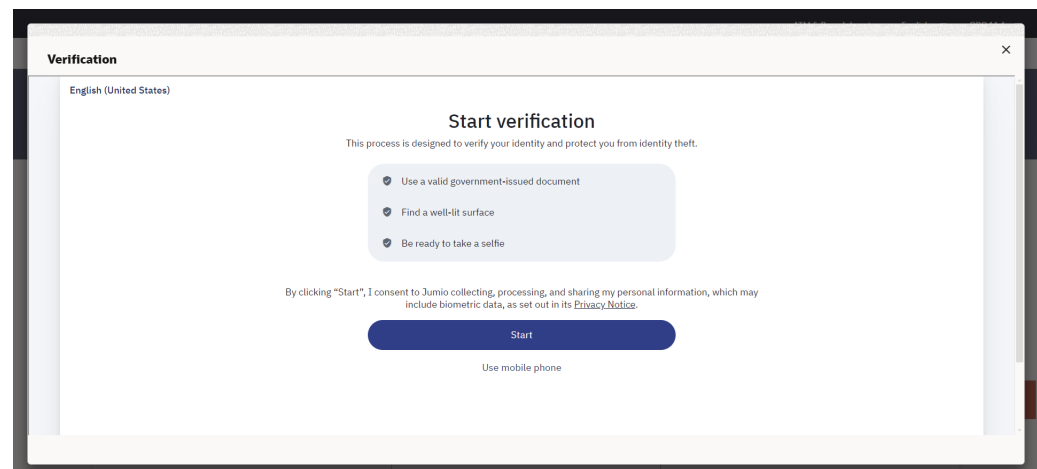 Verification
English (United States)
Start verification
This process is designed to verify your identity and protect you from identity theft.
Use a valid government-issued document
Find a well-lit surface
Be ready to take a selfie
By clicking “Start”, I consent to Jumio collecting, processing, and sharing my personal information, which may
include biometric data, as set out in its Privacy Notice.
Start
Use mobile phone